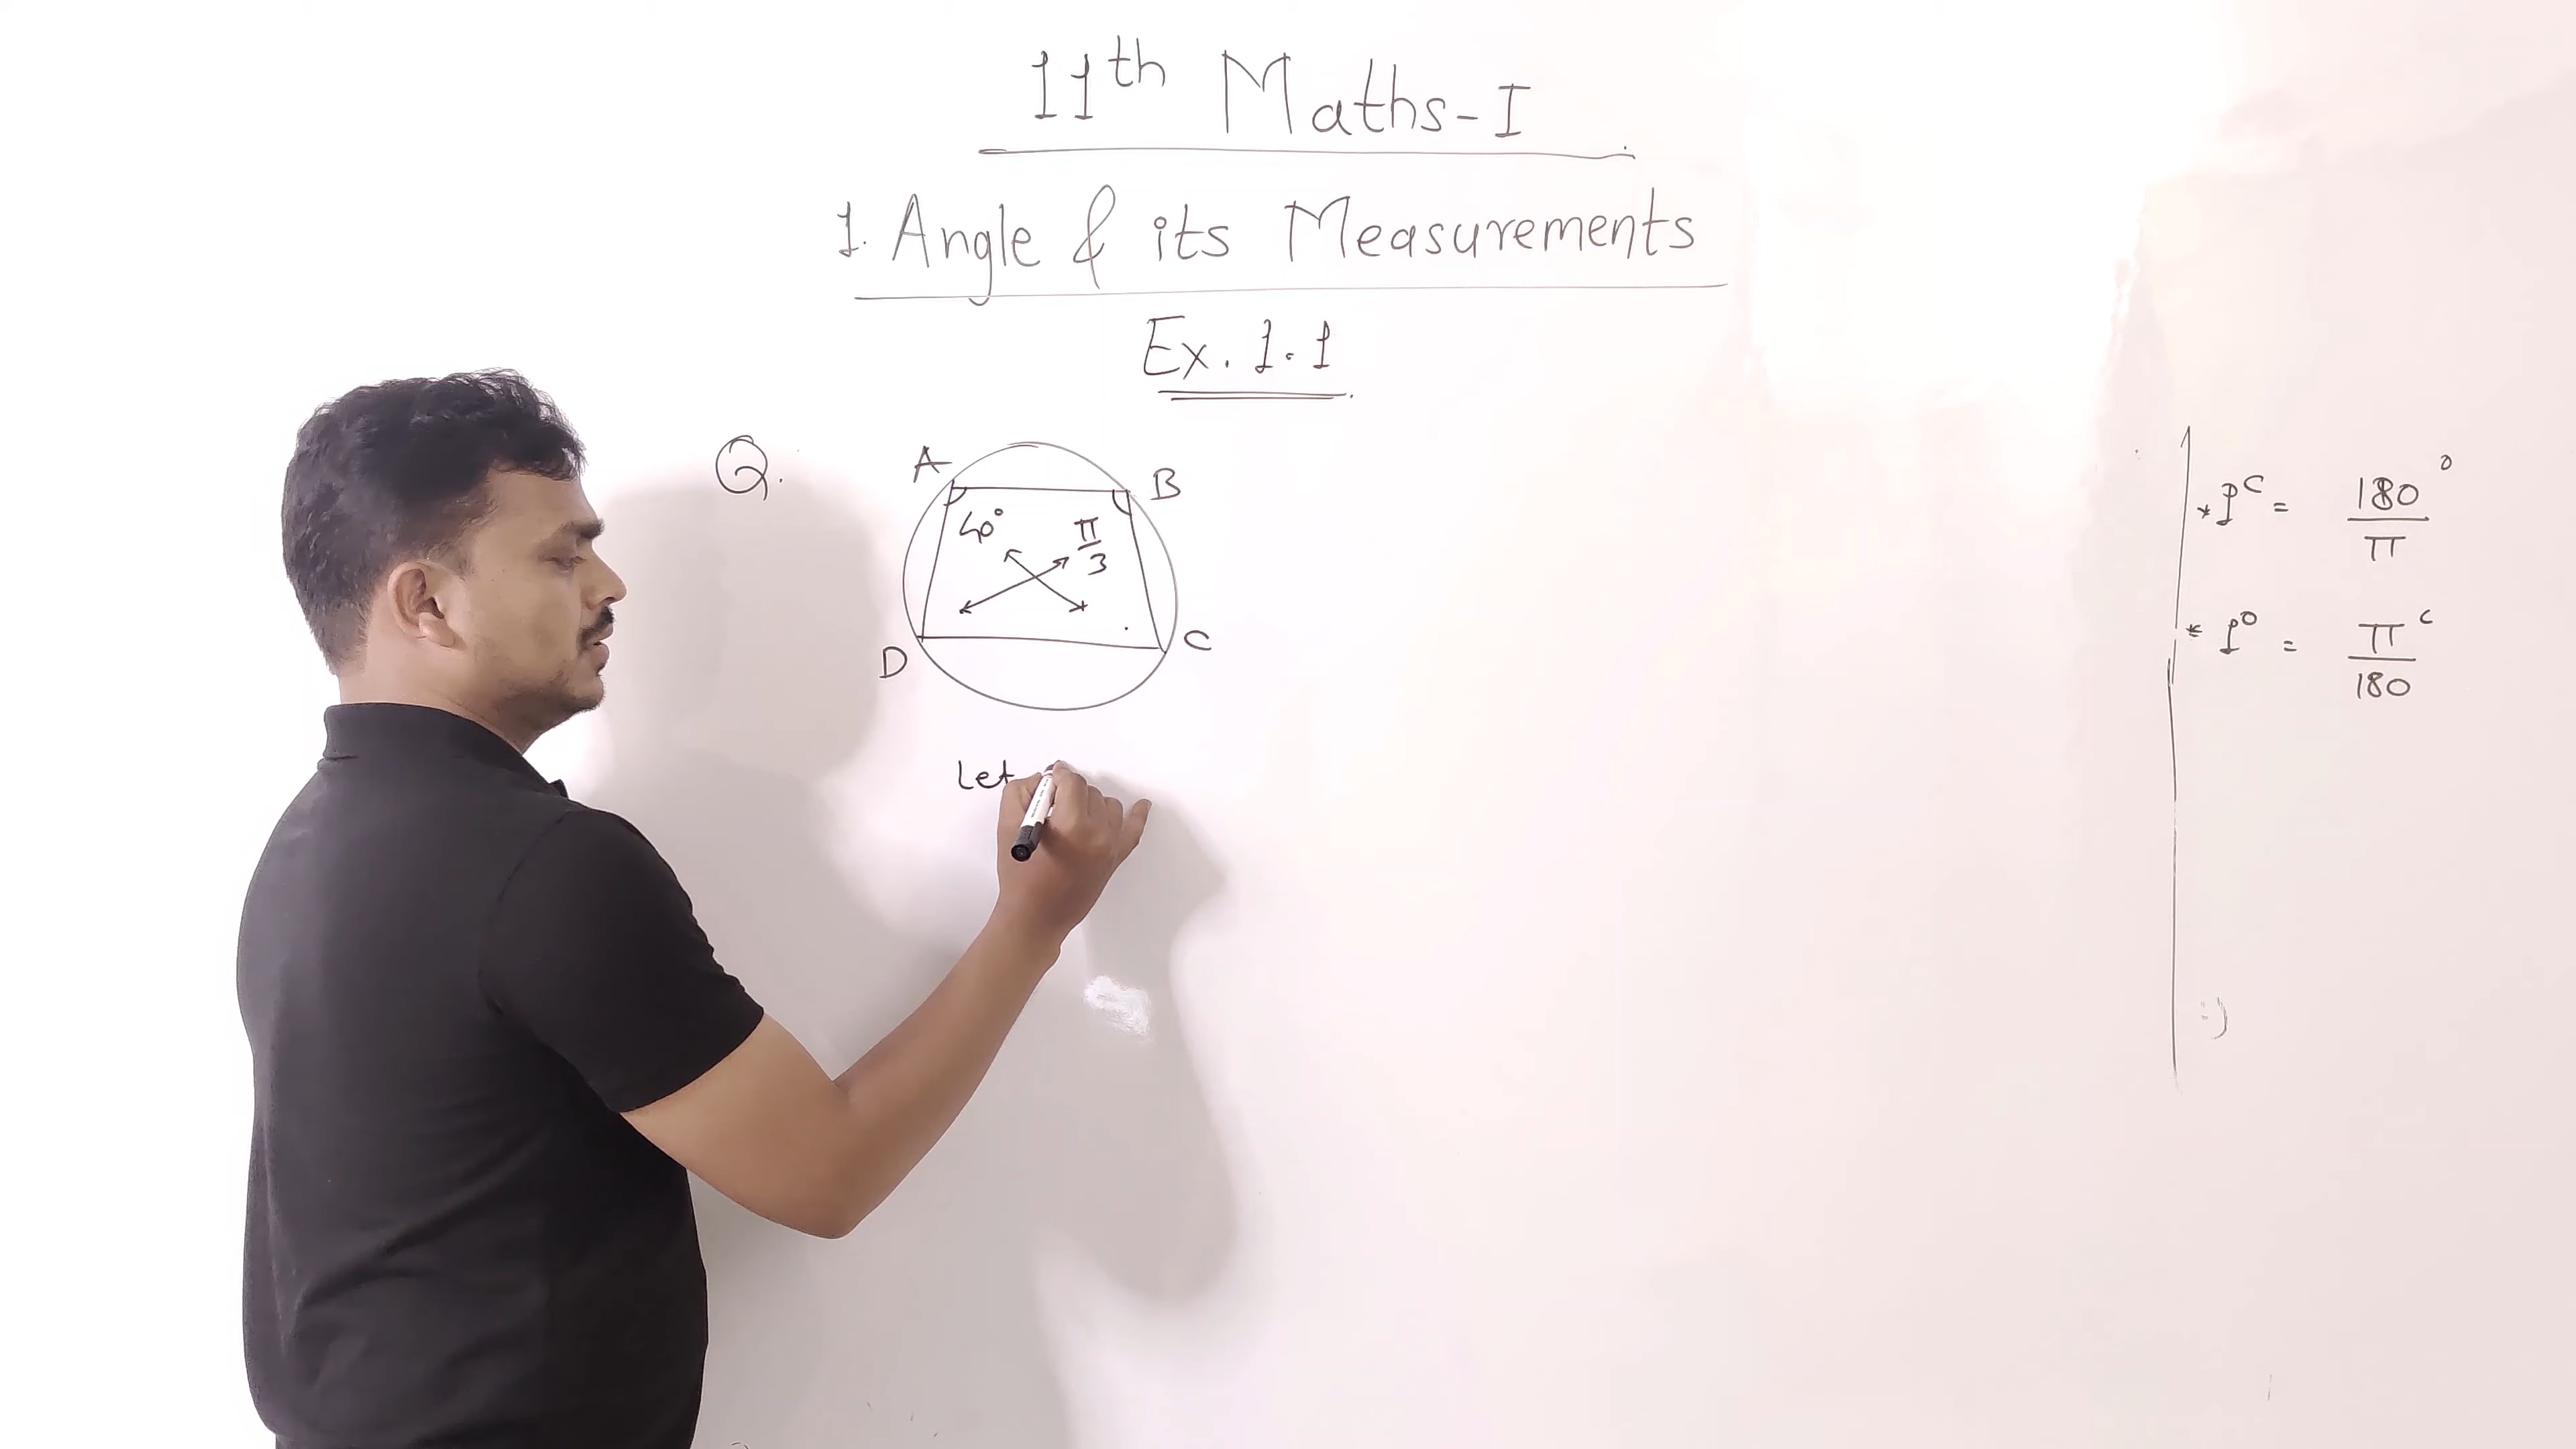 11th Maths-I
1. Angle & its Measurements
Ex. 1.1
Q.
A
B
40°
π/3
D
C
Let
* 1^c = 180/π °
* 1° = π/180 ^c